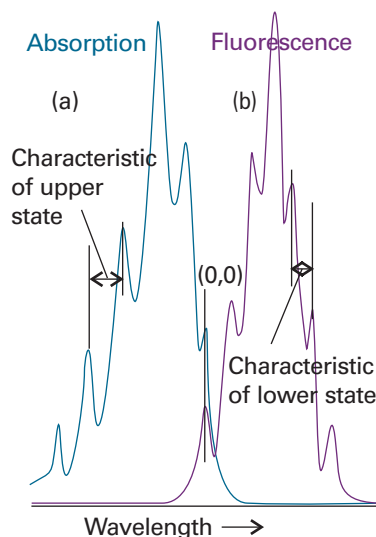 Absorption
Fluorescence
(a)
(b)
Characteristic
of upper
state
(0,0)
Characteristic
of lower state
Wavelength →